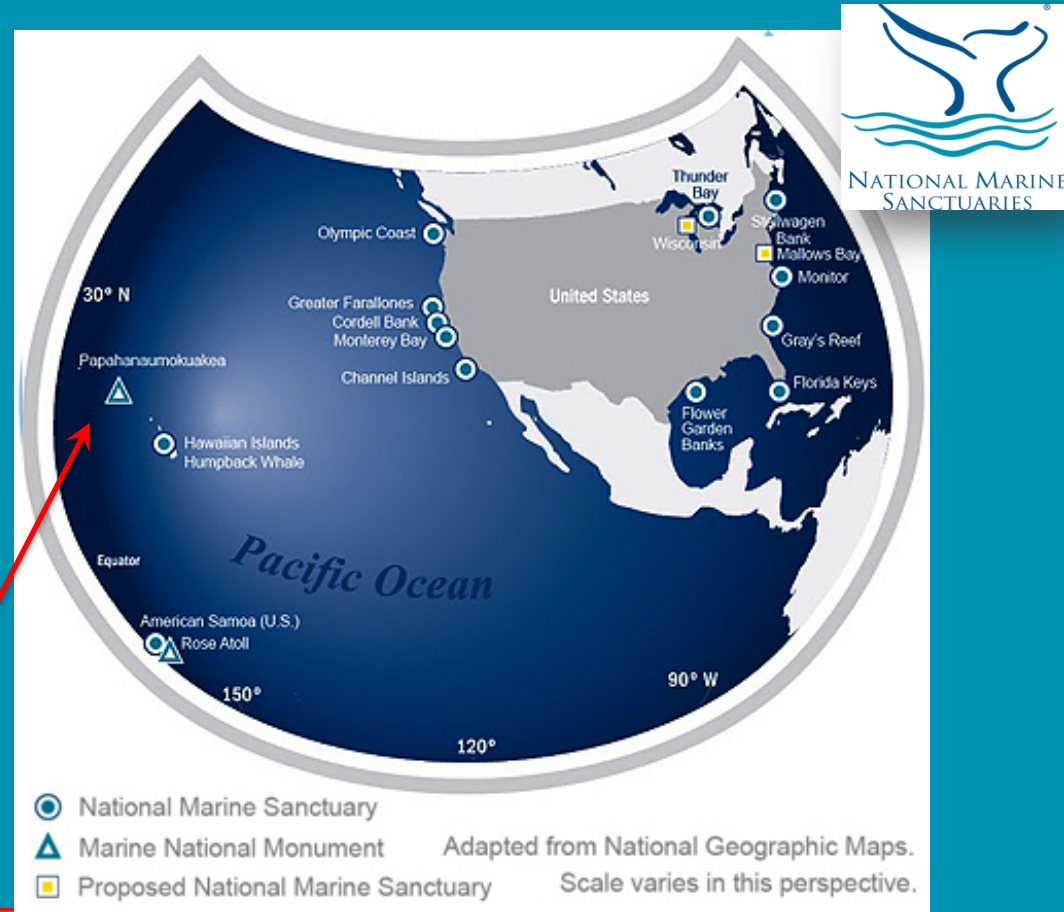 ®
NATIONAL MARINE
SANCTUARIES
Thunder
Bay
Olympic Coast
Wisconsin
Stellwagen
Bank
Mallows Bay
Monitor
30° N
United States
Greater Farallones
Cordell Bank
Monterey Bay
Gray's Reef
Papahanaumokuakea
Channel Islands
Florida Keys
Flower
Garden
Banks
Hawaiian Islands
Humpback Whale
Equator
Pacific Ocean
American Samoa (U.S.)
Rose Atoll
150°
90° W
120°
National Marine Sanctuary
Marine National Monument
Adapted from National Geographic Maps.
Proposed National Marine Sanctuary
Scale varies in this perspective.